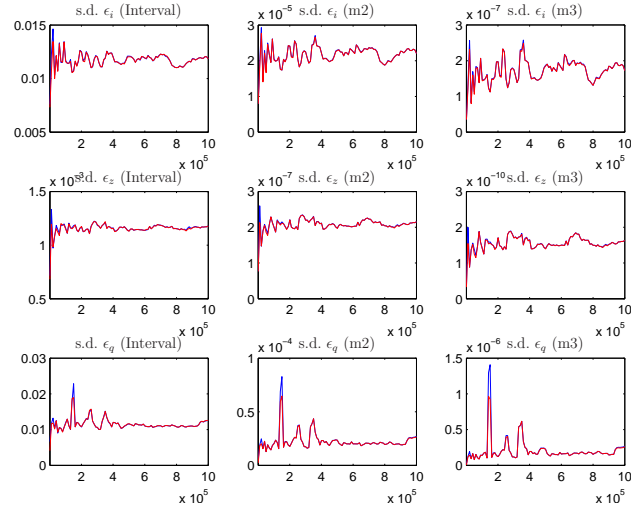 s.d. ϵ_i (Interval)
0.015
0.01
0.005
2 4 6 8 10
x 10^5
s.d. ϵ_i (m2)
x 10^−5
3
2
1
0
2 4 6 8 10
x 10^5
s.d. ϵ_i (m3)
x 10^−7
3
2
1
0
2 4 6 8 10
x 10^5
s.d. ϵ_z (Interval)
x 10^−3
1.5
1
0.5
2 4 6 8 10
x 10^5
s.d. ϵ_z (m2)
x 10^−7
3
2
1
0
2 4 6 8 10
x 10^5
s.d. ϵ_z (m3)
x 10^−10
3
2
1
0
2 4 6 8 10
x 10^5
s.d. ϵ_q (Interval)
0.03
0.02
0.01
0
2 4 6 8 10
x 10^5
s.d. ϵ_q (m2)
x 10^−4
1
0.5
0
2 4 6 8 10
x 10^5
s.d. ϵ_q (m3)
x 10^−6
1.5
1
0.5
0
2 4 6 8 10
x 10^5